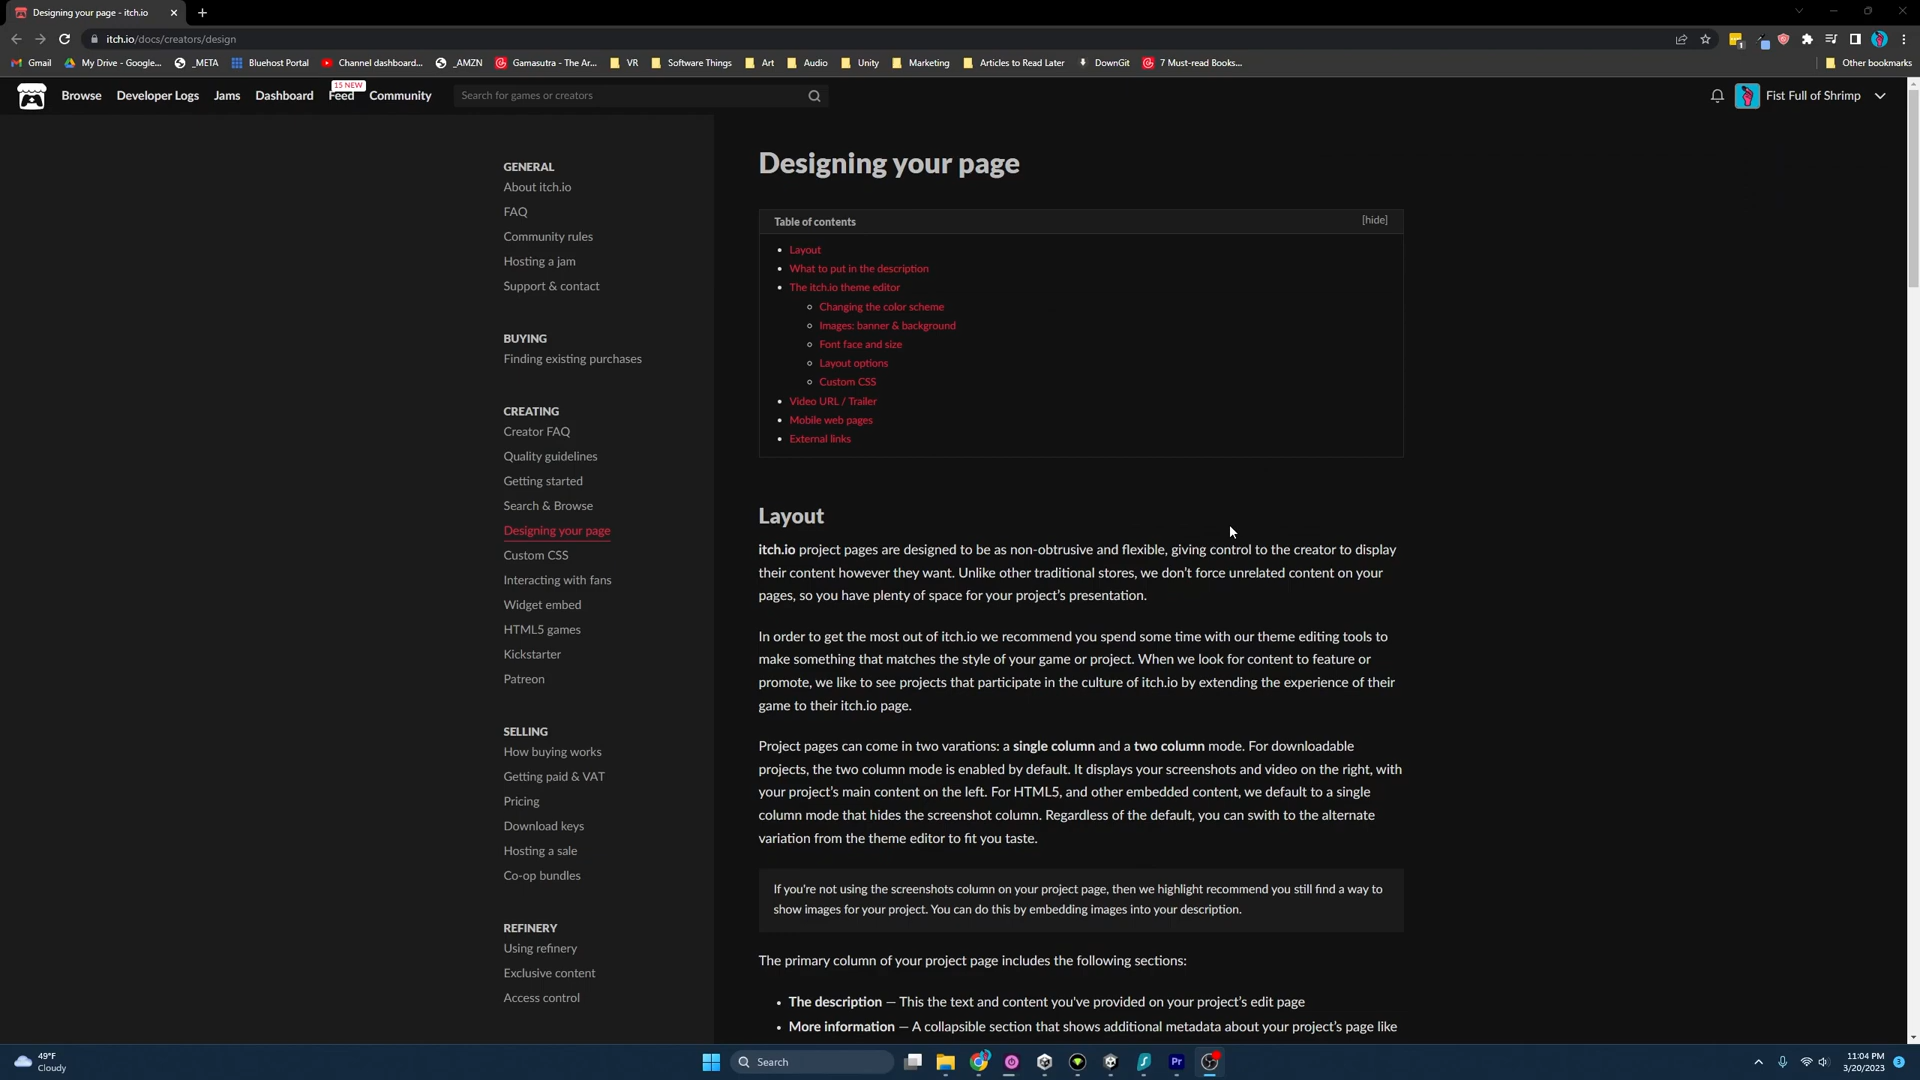 Designing your page - itch.io
itch.io/docs/creators/design
Gmail
My Drive - Google...
_META
Bluehost Portal
Channel dashboard...
_AMZN
Gamasutra - The Ar...
VR
Software Things
Art
Audio
Unity
Marketing
Articles to Read Later
DownGit
7 Must-read Books...
Other bookmarks
Browse
Developer Logs
Jams
Dashboard
15 NEW
Feed
Community
Search for games or creators
Fist Full of Shrimp
GENERAL
About itch.io
FAQ
Community rules
Hosting a jam
Support & contact
BUYING
Finding existing purchases
CREATING
Creator FAQ
Quality guidelines
Getting started
Search & Browse
Designing your page
Custom CSS
Interacting with fans
Widget embed
HTML5 games
Kickstarter
Patreon
SELLING
How buying works
Getting paid & VAT
Pricing
Download keys
Hosting a sale
Co-op bundles
REFINERY
Using refinery
Exclusive content
Access control
Designing your page
Table of contents
[hide]
Layout
What to put in the description
The itch.io theme editor
Changing the color scheme
Images: banner & background
Font face and size
Layout options
Custom CSS
Video URL / Trailer
Mobile web pages
External links
Layout
itch.io project pages are designed to be as non-obtrusive and flexible, giving control to the creator to display
their content however they want. Unlike other traditional stores, we don't force unrelated content on your
pages, so you have plenty of space for your project's presentation.
In order to get the most out of itch.io we recommend you spend some time with our theme editing tools to
make something that matches the style of your game or project. When we look for content to feature or
promote, we like to see projects that participate in the culture of itch.io by extending the experience of their
game to their itch.io page.
Project pages can come in two varations: a single column and a two column mode. For downloadable
projects, the two column mode is enabled by default. It displays your screenshots and video on the right, with
your project's main content on the left. For HTML5, and other embedded content, we default to a single
column mode that hides the screenshot column. Regardless of the default, you can swith to the alternate
variation from the theme editor to fit you taste.
If you're not using the screenshots column on your project page, then we highlight recommend you still find a way to
show images for your project. You can do this by embedding images into your description.
The primary column of your project page includes the following sections:
The description — This the text and content you've provided on your project's edit page
More information — A collapsible section that shows additional metadata about your project's page like
49°F
Cloudy
Search
11:04 PM
3/20/2023
3